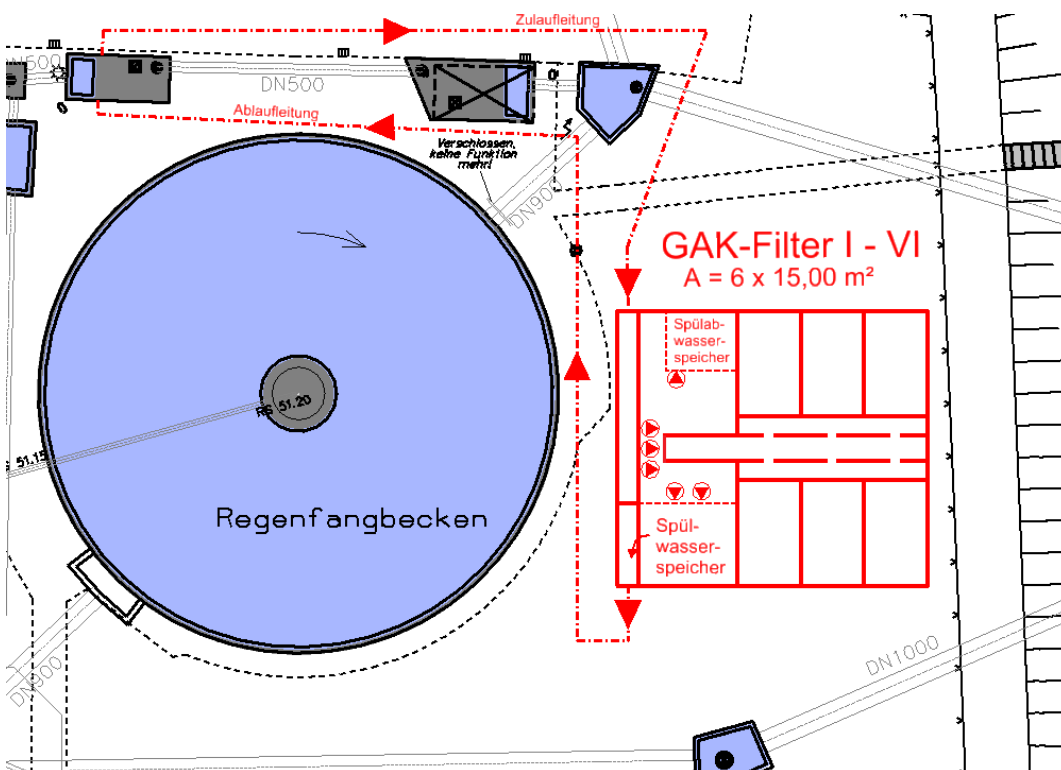 Zulaufleitung
DN500
Ablaufleitung
Verschlossen,
keine Funktion
mehr!
DN900
GAK-Filter I - VI
A = 6 x 15,00 m²
Spülab-
wasser-
speicher
RS 51.20
51.15
Regenfangbecken
Spül-
wasser-
speicher
DN900
DN1000